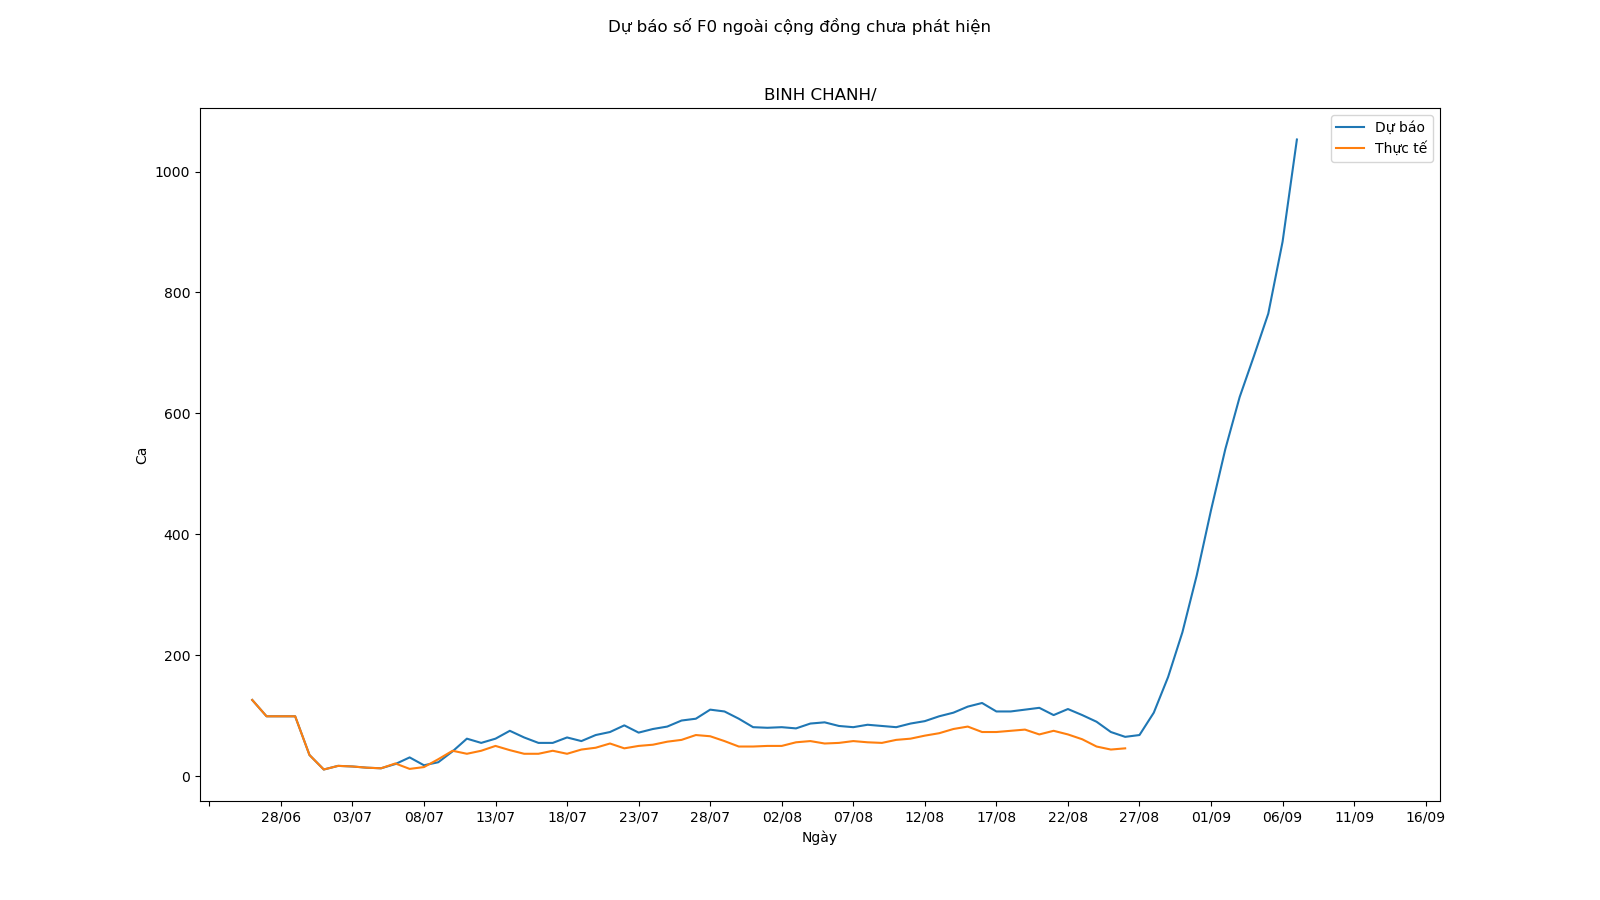 Dự báo số F0 ngoài cộng đồng chưa phát hiện
BINH CHANH/
Dự báo
Thực tế
1000
800
600
400
200
0
Ca
28/06 03/07 08/07 13/07 18/07 23/07 28/07 02/08 07/08 12/08 17/08 22/08 27/08 01/09 06/09 11/09 16/09
Ngày